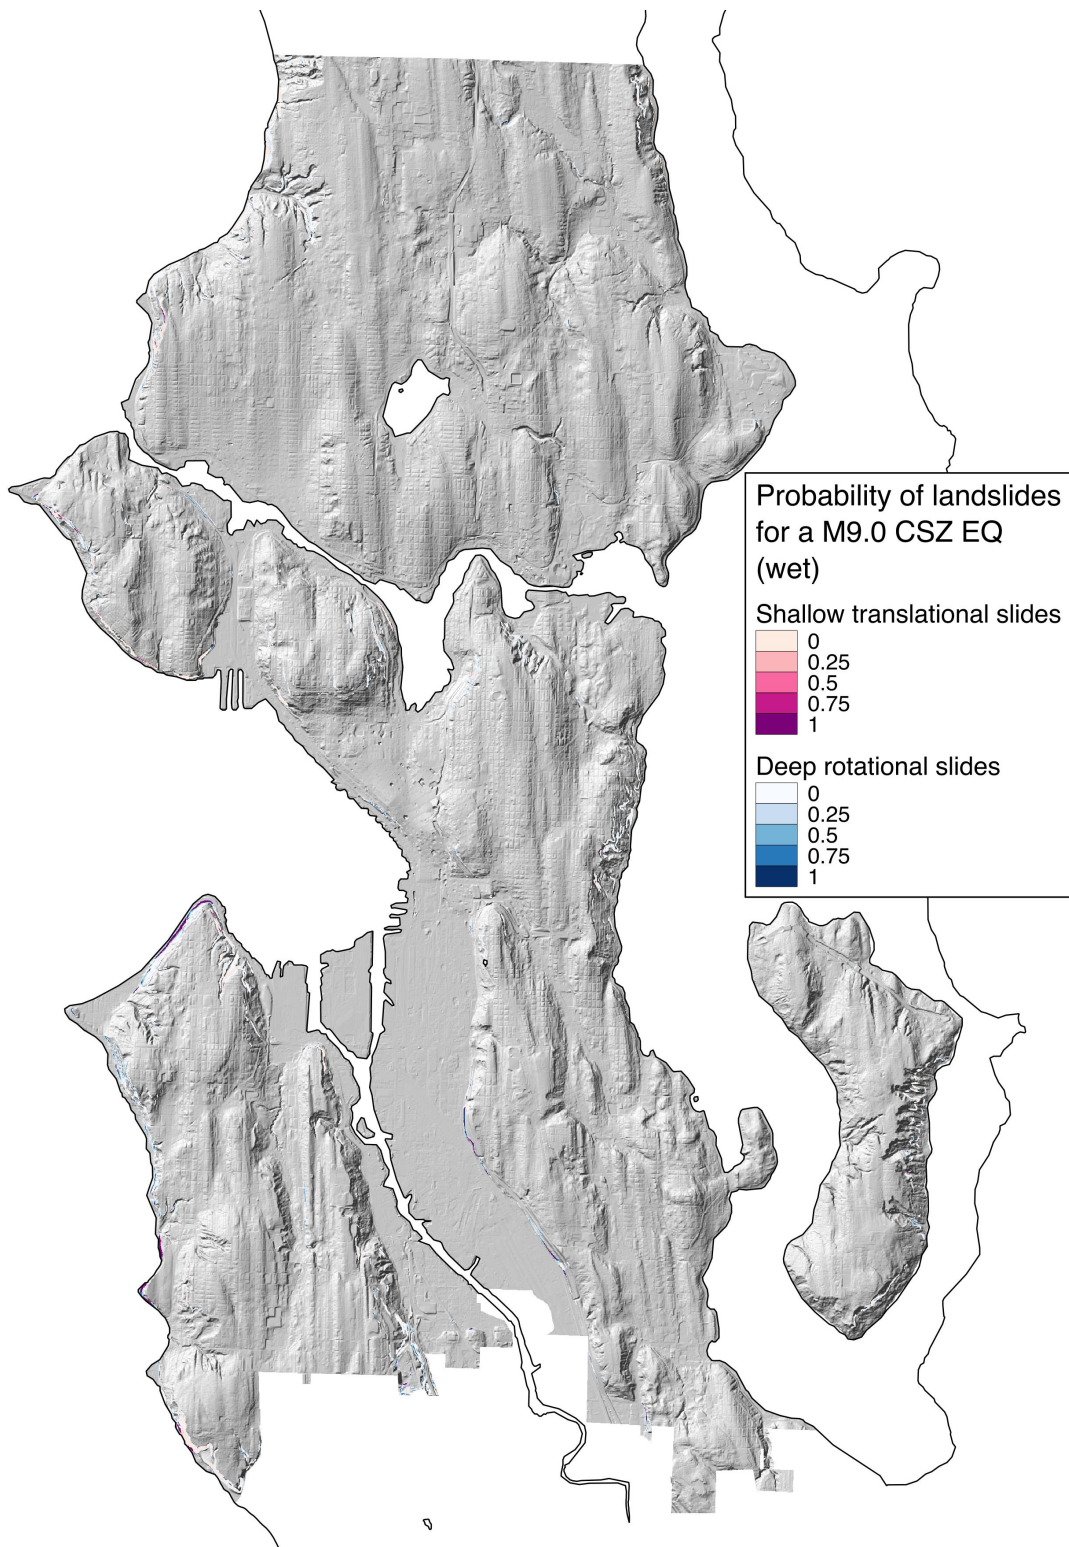 Probability of landslides
for a M9.0 CSZ EQ
(wet)
Shallow translational slides
0
0.25
0.5
0.75
1
Deep rotational slides
0
0.25
0.5
0.75
1